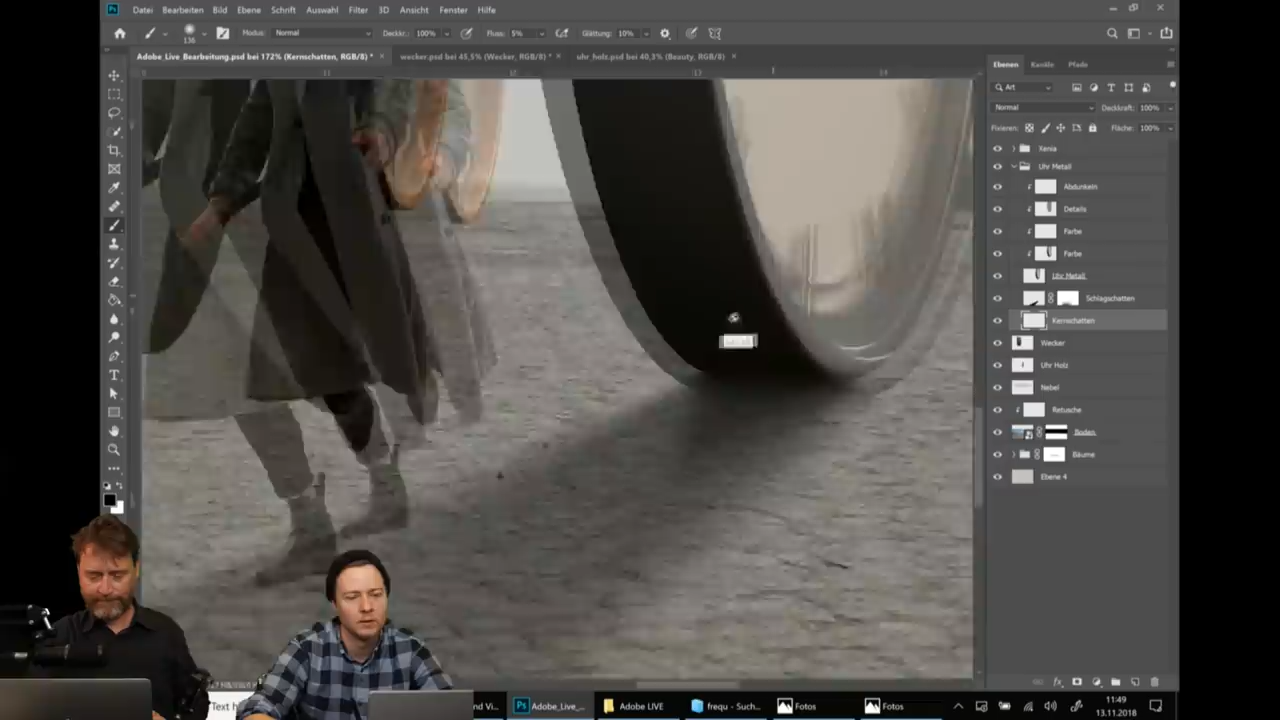 Datei Bearbeiten Bild Ebene Schrift Auswahl Filter 3D Ansicht Fenster Hilfe
136 Modus: Normal Deckkr.: 100% Fluss: 5% Glättung: 10%
Adobe_Live_Bearbeitung.psd bei 172% (Kernschatten, RGB/8) * × wecker.psd bei 45,5% (Wecker, RGB/8) * × uhr_holz.psd bei 40,3% (Beauty, RGB/8) ×
Ebenen Kanäle Pfade
Art
Normal Deckkraft: 100%
Fixieren: Fläche: 100%
Xenia
Uhr Metall
Abdunkeln
Details
Farbe
Farbe
Uhr Metall
Schlagschatten
Kernschatten
Wecker
Uhr Holz
Nebel
Retusche
Boden
Bäume
Ebene 4
Adobe_Live_... Adobe LIVE frequ - Such... Fotos Fotos
11:49
13.11.2018